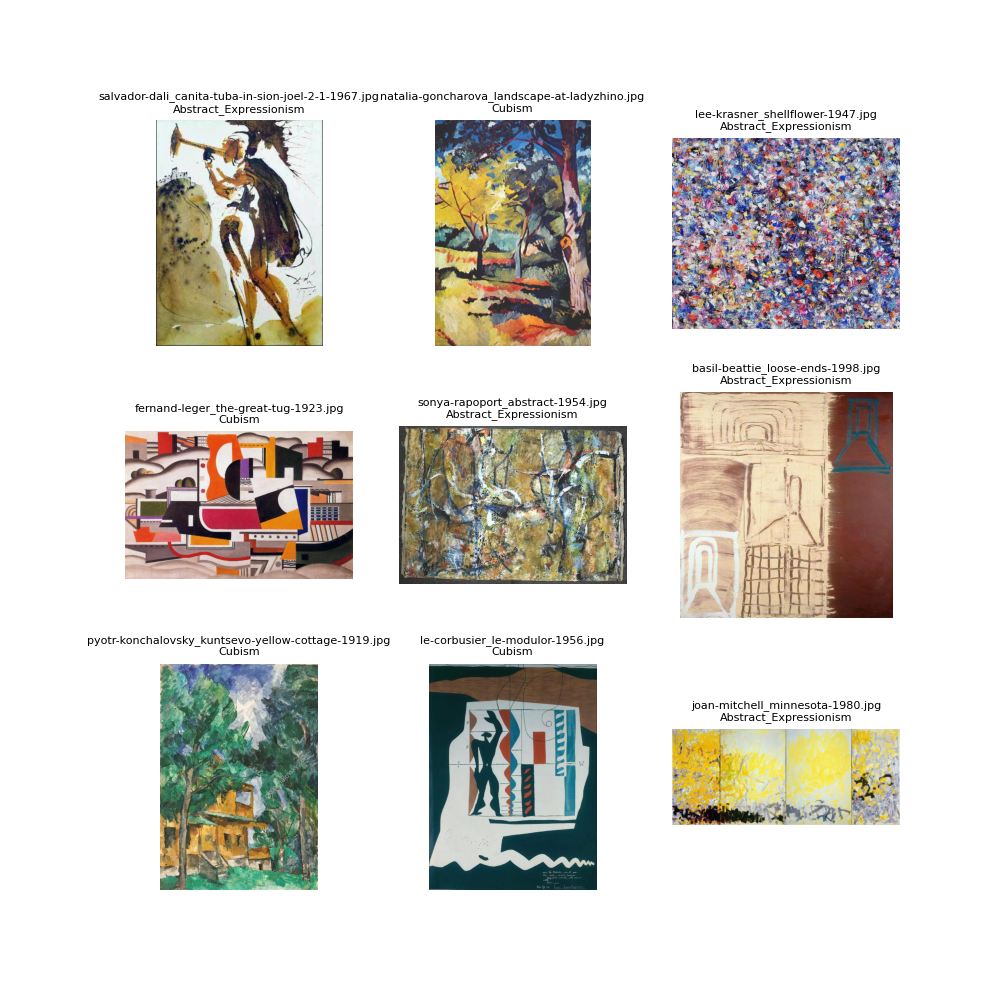 salvador-dali_canita-tuba-in-sion-joel-2-1-1967.jpg
Abstract_Expressionism
natalia-goncharova_landscape-at-ladyzhino.jpg
Cubism
lee-krasner_shellflower-1947.jpg
Abstract_Expressionism
fernand-leger_the-great-tug-1923.jpg
Cubism
sonya-rapoport_abstract-1954.jpg
Abstract_Expressionism
basil-beattie_loose-ends-1998.jpg
Abstract_Expressionism
pyotr-konchalovsky_kuntsevo-yellow-cottage-1919.jpg
Cubism
le-corbusier_le-modulor-1956.jpg
Cubism
joan-mitchell_minnesota-1980.jpg
Abstract_Expressionism